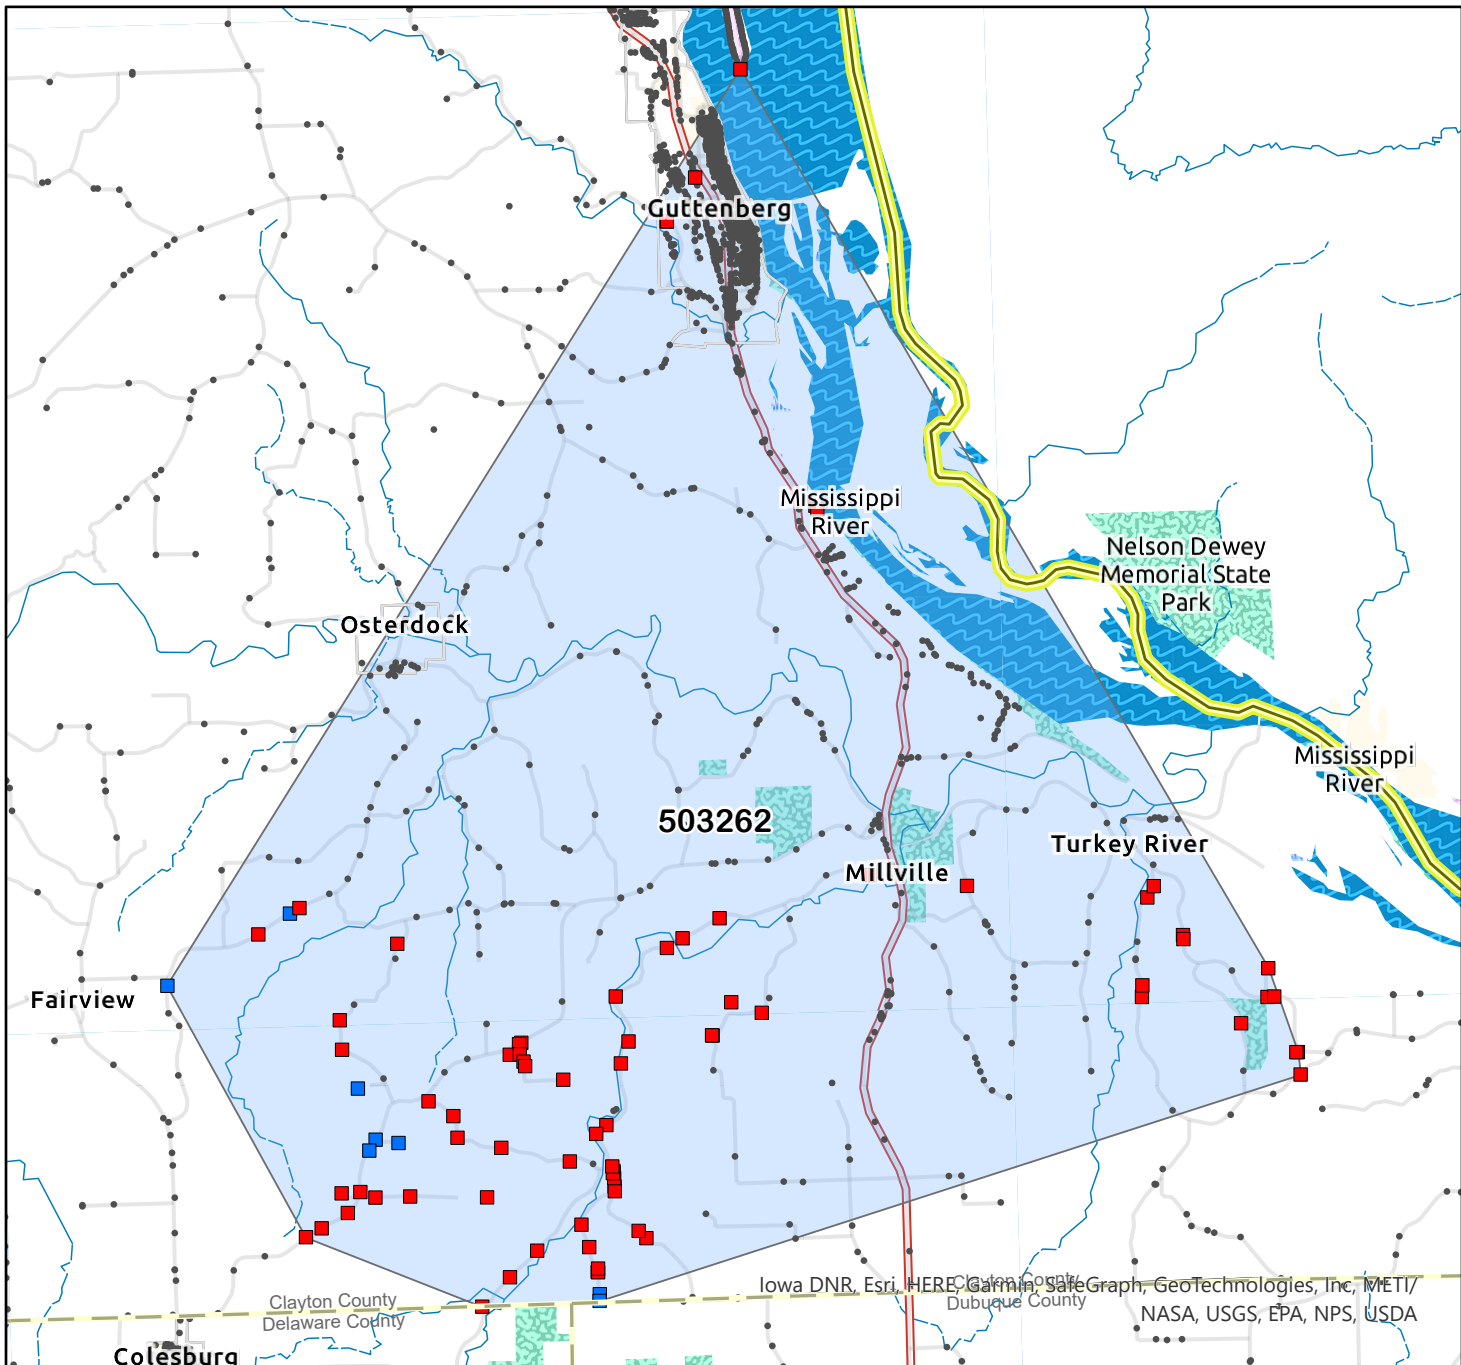 Guttenberg
Mississippi
River
Nelson Dewey
Memorial State
Park
Osterdock
Mississippi
River
503262
Turkey River
Millville
Fairview
Iowa DNR, Esri, HERE, Garmin, SafeGraph, GeoTechnologies, Inc, METI/
NASA, USGS, EPA, NPS, USDA
Clayton County
Dubuque County
Clayton County
Delaware County
Colesburg